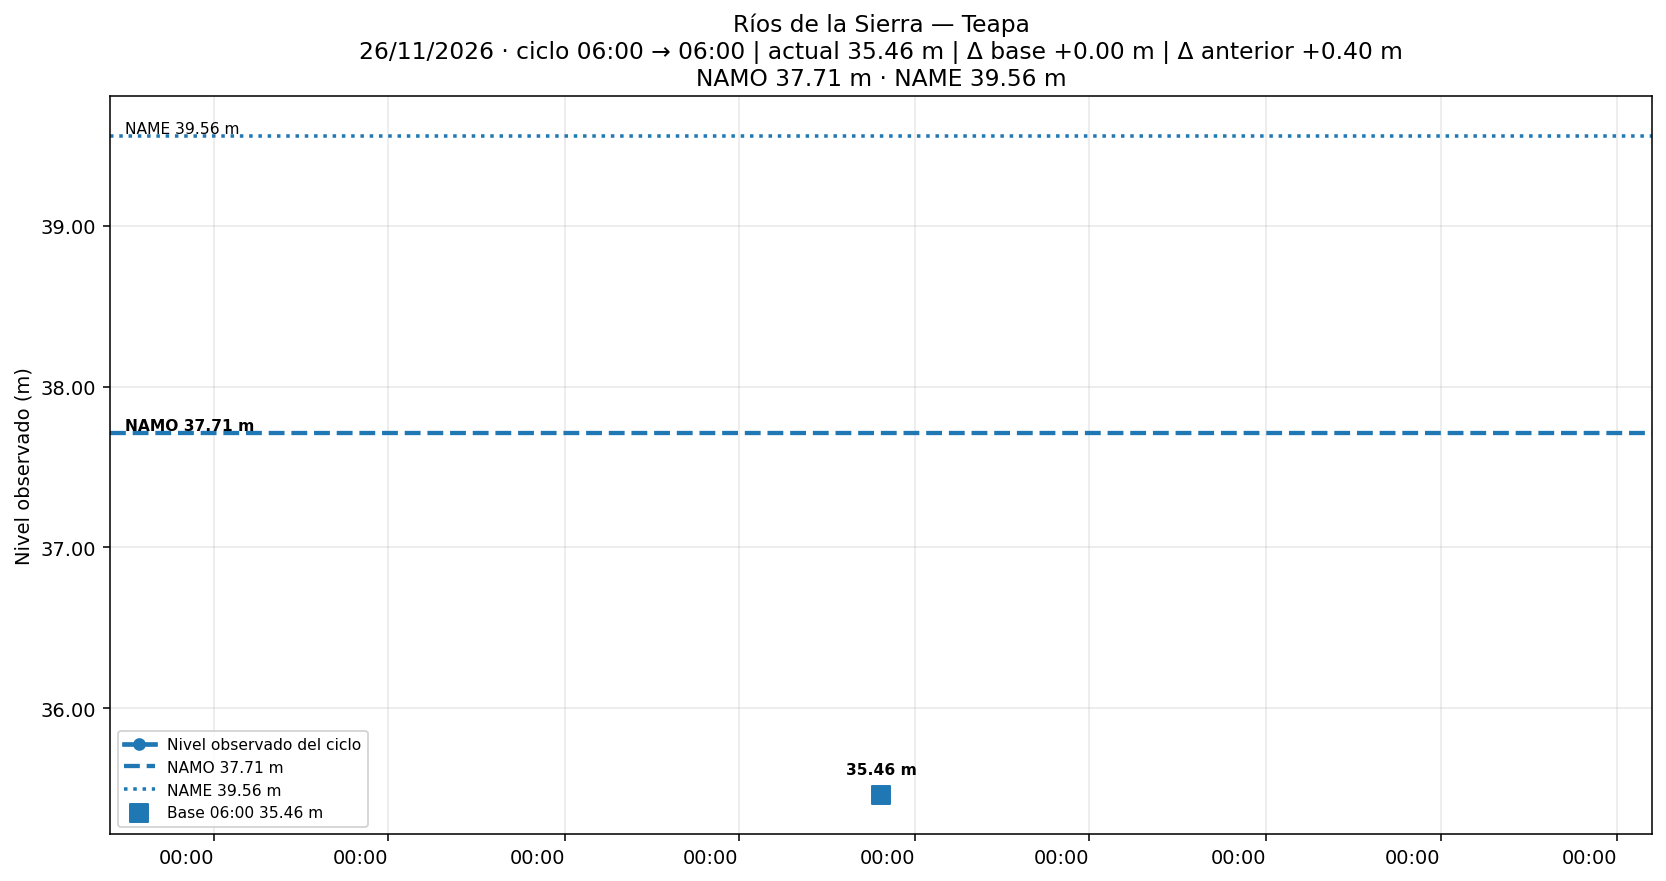 Ríos de la Sierra — Teapa
26/11/2026 · ciclo 06:00 → 06:00 | actual 35.46 m | Δ base +0.00 m | Δ anterior +0.40 m
NAMO 37.71 m · NAME 39.56 m
NAME 39.56 m
39.00
38.00
NAMO 37.71 m
37.00
36.00
Nivel observado (m)
35.46 m
Nivel observado del ciclo
NAMO 37.71 m
NAME 39.56 m
Base 06:00 35.46 m
00:00 00:00 00:00 00:00 00:00 00:00 00:00 00:00 00:00